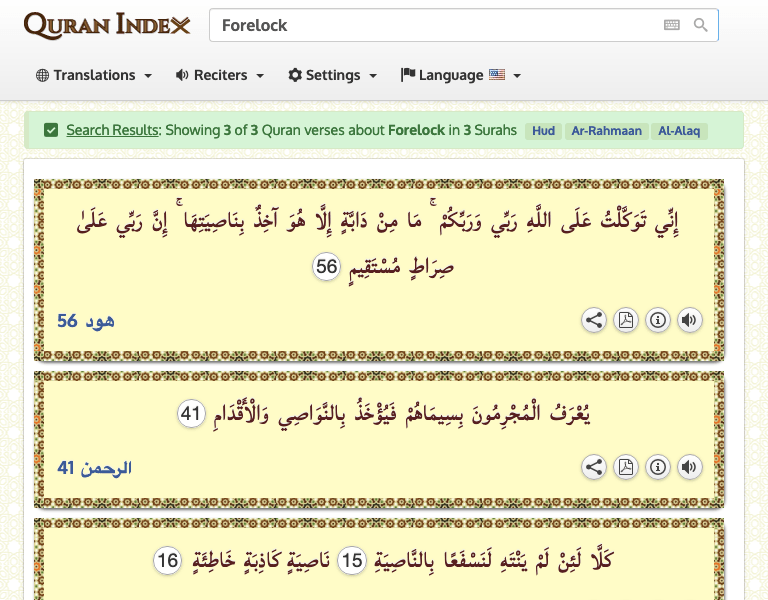 QURAN INDEX
Forelock
Translations Reciters Settings Language
Search Results: Showing 3 of 3 Quran verses about Forelock in 3 Surahs Hud Ar-Rahmaan Al-Alaq
إِنِّي تَوَكَّلْتُ عَلَى اللَّهِ رَبِّي وَرَبِّكُمْ ۚ مَا مِنْ دَابَّةٍ إِلَّا هُوَ آخِذٌ بِنَاصِيَتِهَا ۚ إِنَّ رَبِّي عَلَىٰ
صِرَاطٍ مُسْتَقِيمٍ 56
هود 56
يُعْرَفُ الْمُجْرِمُونَ بِسِيمَاهُمْ فَيُؤْخَذُ بِالنَّوَاصِي وَالْأَقْدَامِ 41
الرحمن 41
كَلَّا لَئِنْ لَمْ يَنْتَهِ لَنَسْفَعًا بِالنَّاصِيَةِ 15 نَاصِيَةٍ كَاذِبَةٍ خَاطِئَةٍ 16